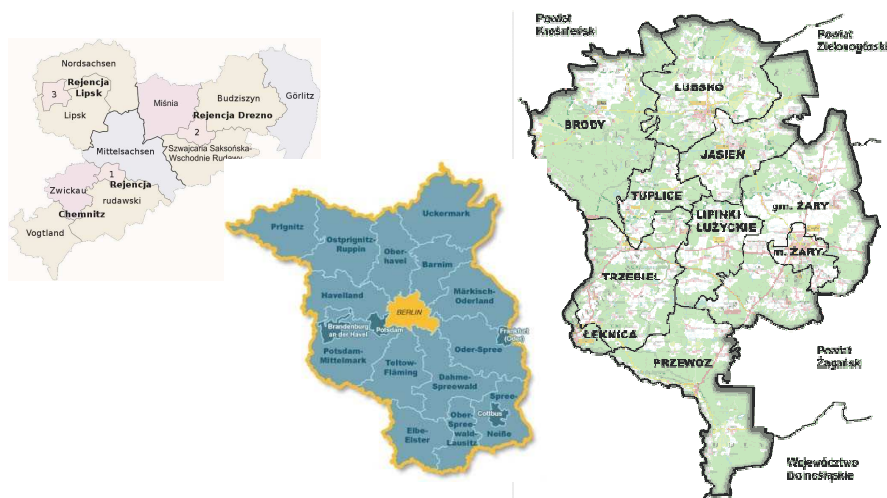 Nordsachsen
Rejencja
Lipsk
3
Lipsk
Miśnia
Budziszyn
Görlitz
Rejencja Drezno
2
Mittelsachsen
Szwajcaria Saksońska-
Wschodnie Rudawy
1
Zwickau
Rejencja
rudawski
Chemnitz
Vogtland
Prignitz
Uckermark
Ostprignitz-
Ruppin
Ober-
havel
Barnim
Havelland
Märkisch-
Oderland
BERLIN
Brandenburg
an der Havel
Potsdam
Frankfurt
(Oder)
Potsdam-
Mittelmark
Teltow-
Fläming
Oder-Spree
Dahme-
Spreewald
Spree-
Cottbus
Neiße
Ober-
Spree-
wald-
Lausitz
Elbe-
Elster
Powiat
Krośnieński
Powiat
Zielonogórski
LUBSKO
BRODY
JASIEŃ
TUPLICE
LIPINKI
ŁUŻYCKIE
gm. ŻARY
m. ŻARY
TRZEBIEL
ŁĘKNICA
PRZEWOZ
Powiat
Żagański
Województwo
Dolnośląskie